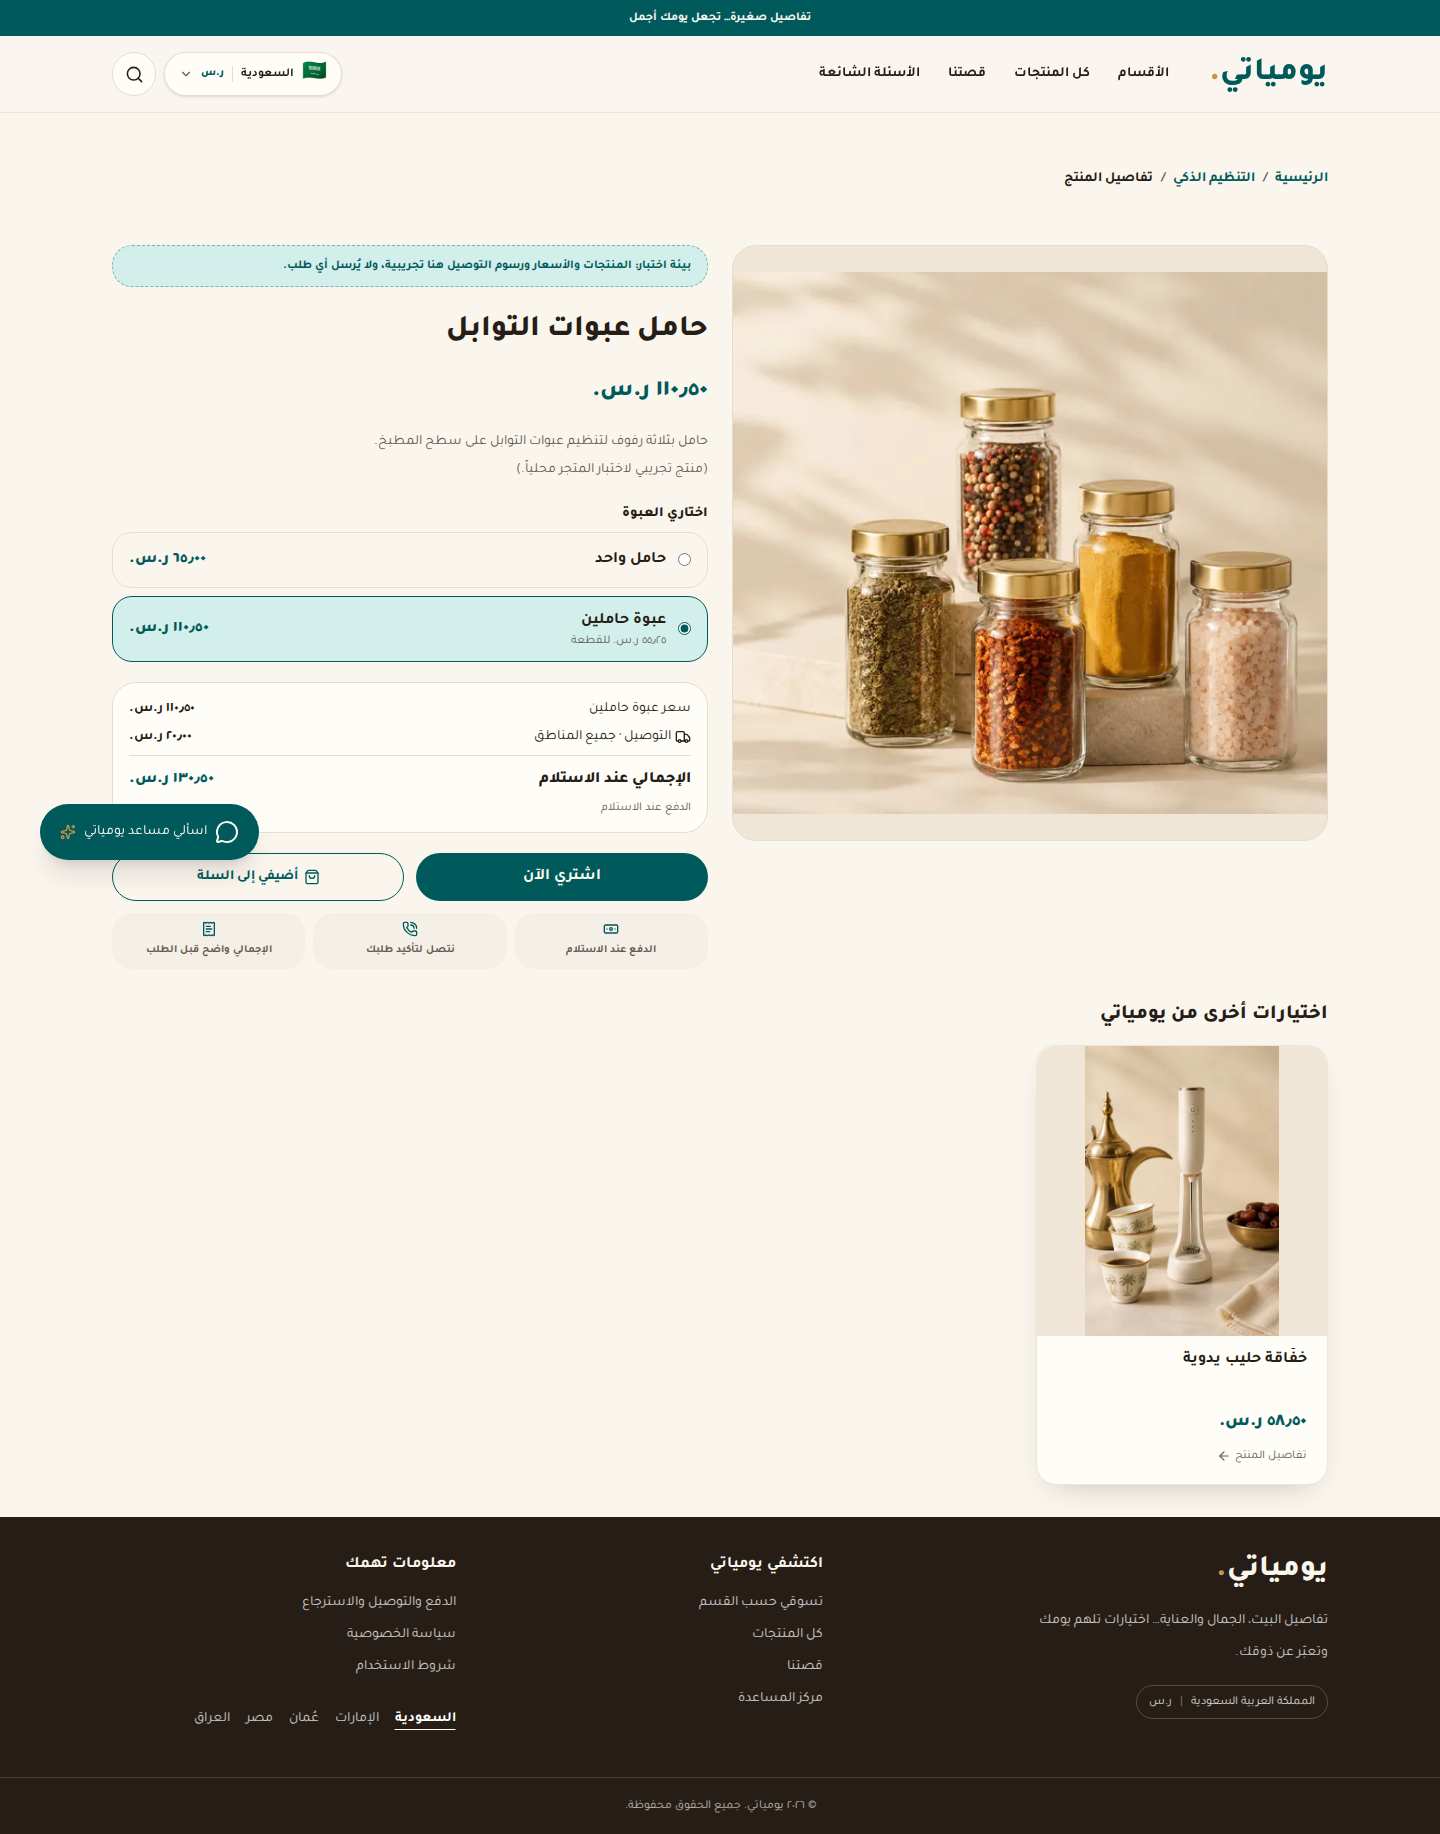 تفاصيل صغيرة… تجعل يومك أجمل
يومياتي.
الأقسام
كل المنتجات
قصتنا
الأسئلة الشائعة
السعودية | ر.س
الرئيسية / التنظيم الذكي / تفاصيل المنتج
بيئة اختبار: المنتجات والأسعار ورسوم التوصيل هنا تجريبية، ولا يُرسل أي طلب.
حامل عبوات التوابل
١١٠٫٥٠ ر.س.
حامل بثلاثة رفوف لتنظيم عبوات التوابل على سطح المطبخ.
(منتج تجريبي لاختبار المتجر محلياً.)
اختاري العبوة
حامل واحد ٦٥٫٠٠ ر.س.
عبوة حاملين ١١٠٫٥٠ ر.س.
٥٥٫٢٥ ر.س. للقطعة
سعر عبوة حاملين ١١٠٫٥٠ ر.س.
التوصيل · جميع المناطق ٢٠٫٠٠ ر.س.
الإجمالي عند الاستلام ١٣٠٫٥٠ ر.س.
الدفع عند الاستلام
اسألي مساعد يومياتي
اشتري الآن
أضيفي إلى السلة
الدفع عند الاستلام
نتصل لتأكيد طلبك
الإجمالي واضح قبل الطلب
اختيارات أخرى من يومياتي
خفّاقة حليب يدوية
٥٨٫٥٠ ر.س.
تفاصيل المنتج
يومياتي.
تفاصيل البيت، الجمال والعناية… اختيارات تلهم يومك
وتعبّر عن ذوقك.
المملكة العربية السعودية | ر.س
اكتشفي يومياتي
تسوقي حسب القسم
كل المنتجات
قصتنا
مركز المساعدة
معلومات تهمك
الدفع والتوصيل والاسترجاع
سياسة الخصوصية
شروط الاستخدام
السعودية الإمارات عُمان مصر العراق
© ٢٠٢٦ يومياتي. جميع الحقوق محفوظة.